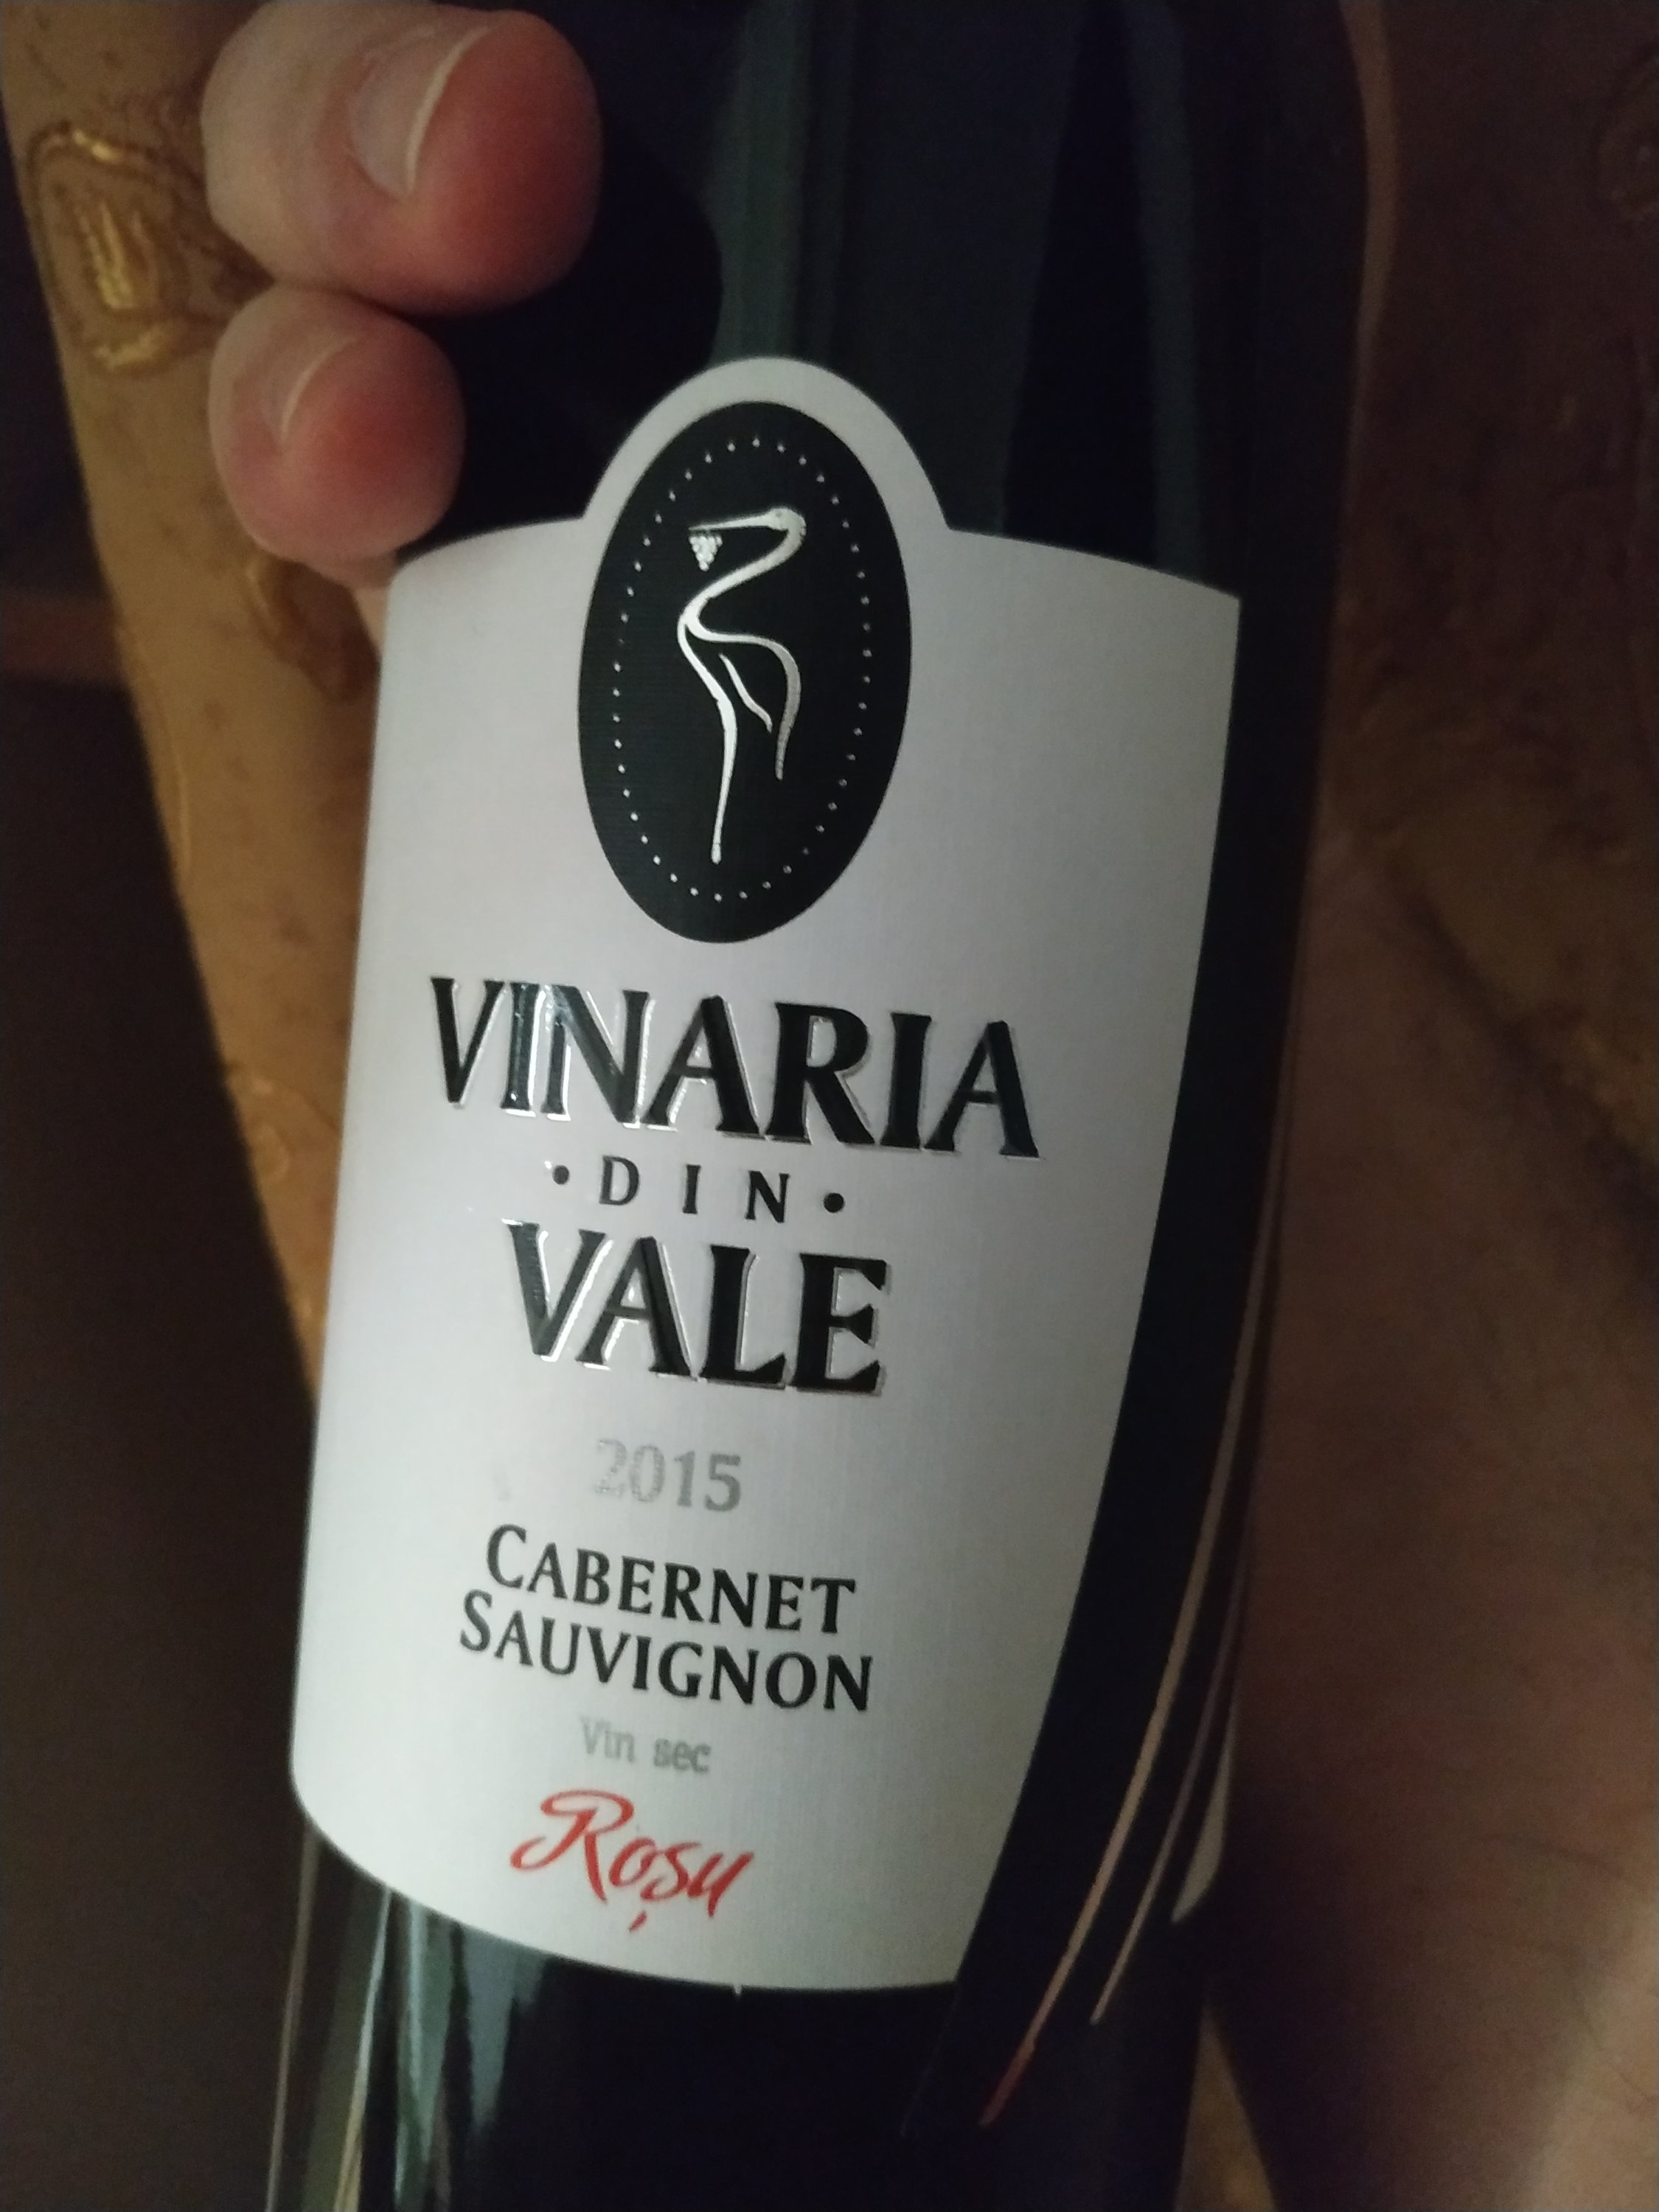 VINARIA
• DIN •
VALE
2015
CABERNET
SAUVIGNON
Vin sec
Roșu